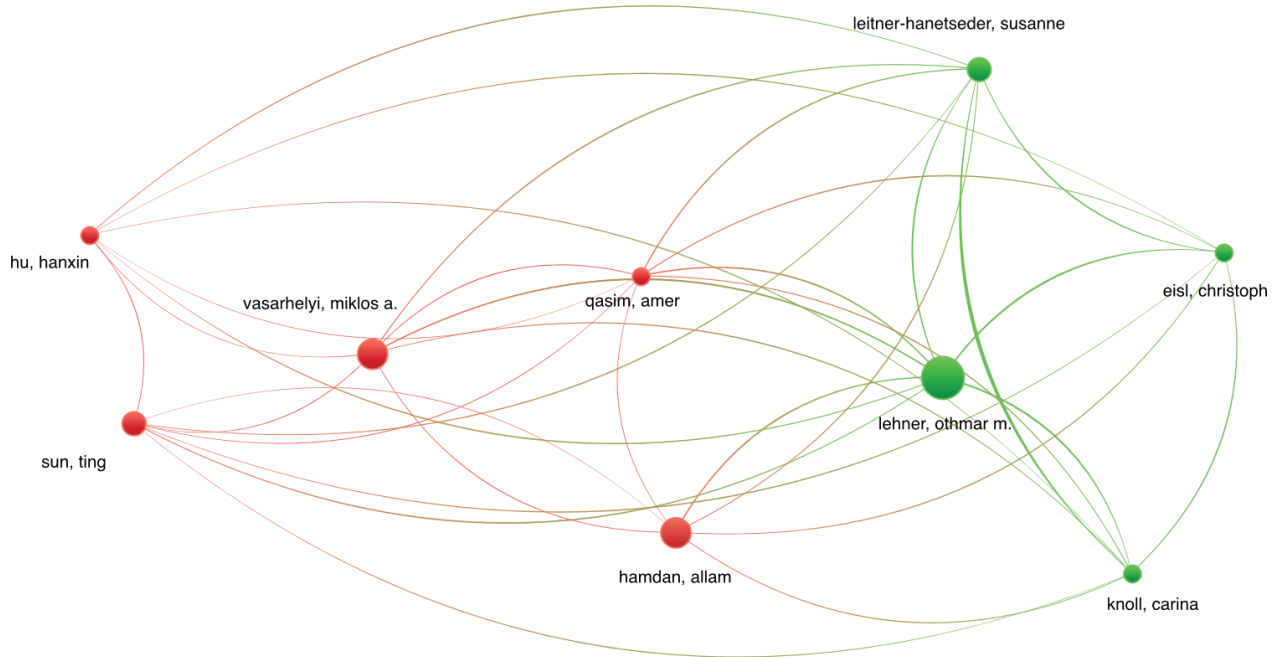 leitner-hanetseder, susanne
hu, hanxin
vasarhelyi, miklos a.
qasim, amer
eisl, christoph
lehner, othmar m.
sun, ting
hamdan, allam
knoll, carina